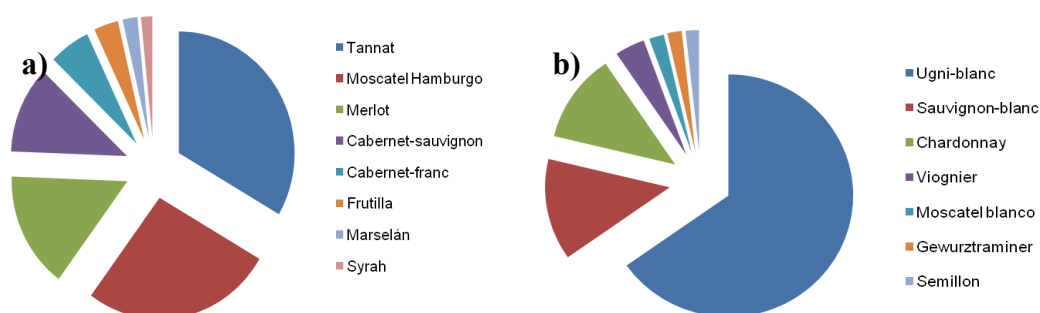 a)
Tannat
Moscatel Hamburgo
Merlot
Cabernet-sauvignon
Cabernet-franc
Frutilla
Marselán
Syrah
b)
Ugni-blanc
Sauvignon-blanc
Chardonnay
Viognier
Moscatel blanco
Gewurztraminer
Semillon